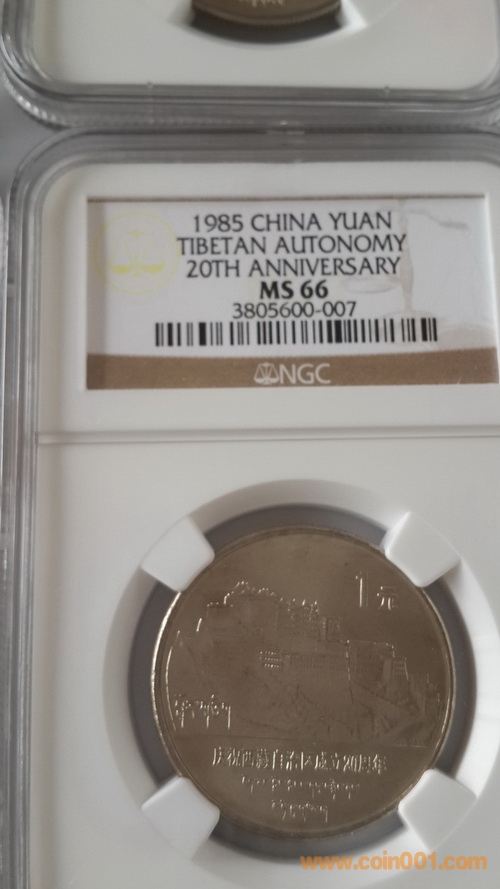 1985 CHINA YUAN
TIBETAN AUTONOMY
20TH ANNIVERSARY
MS 66
3805600-007
NGC
1元
庆祝西藏自治区成立20周年
www.coin001.com